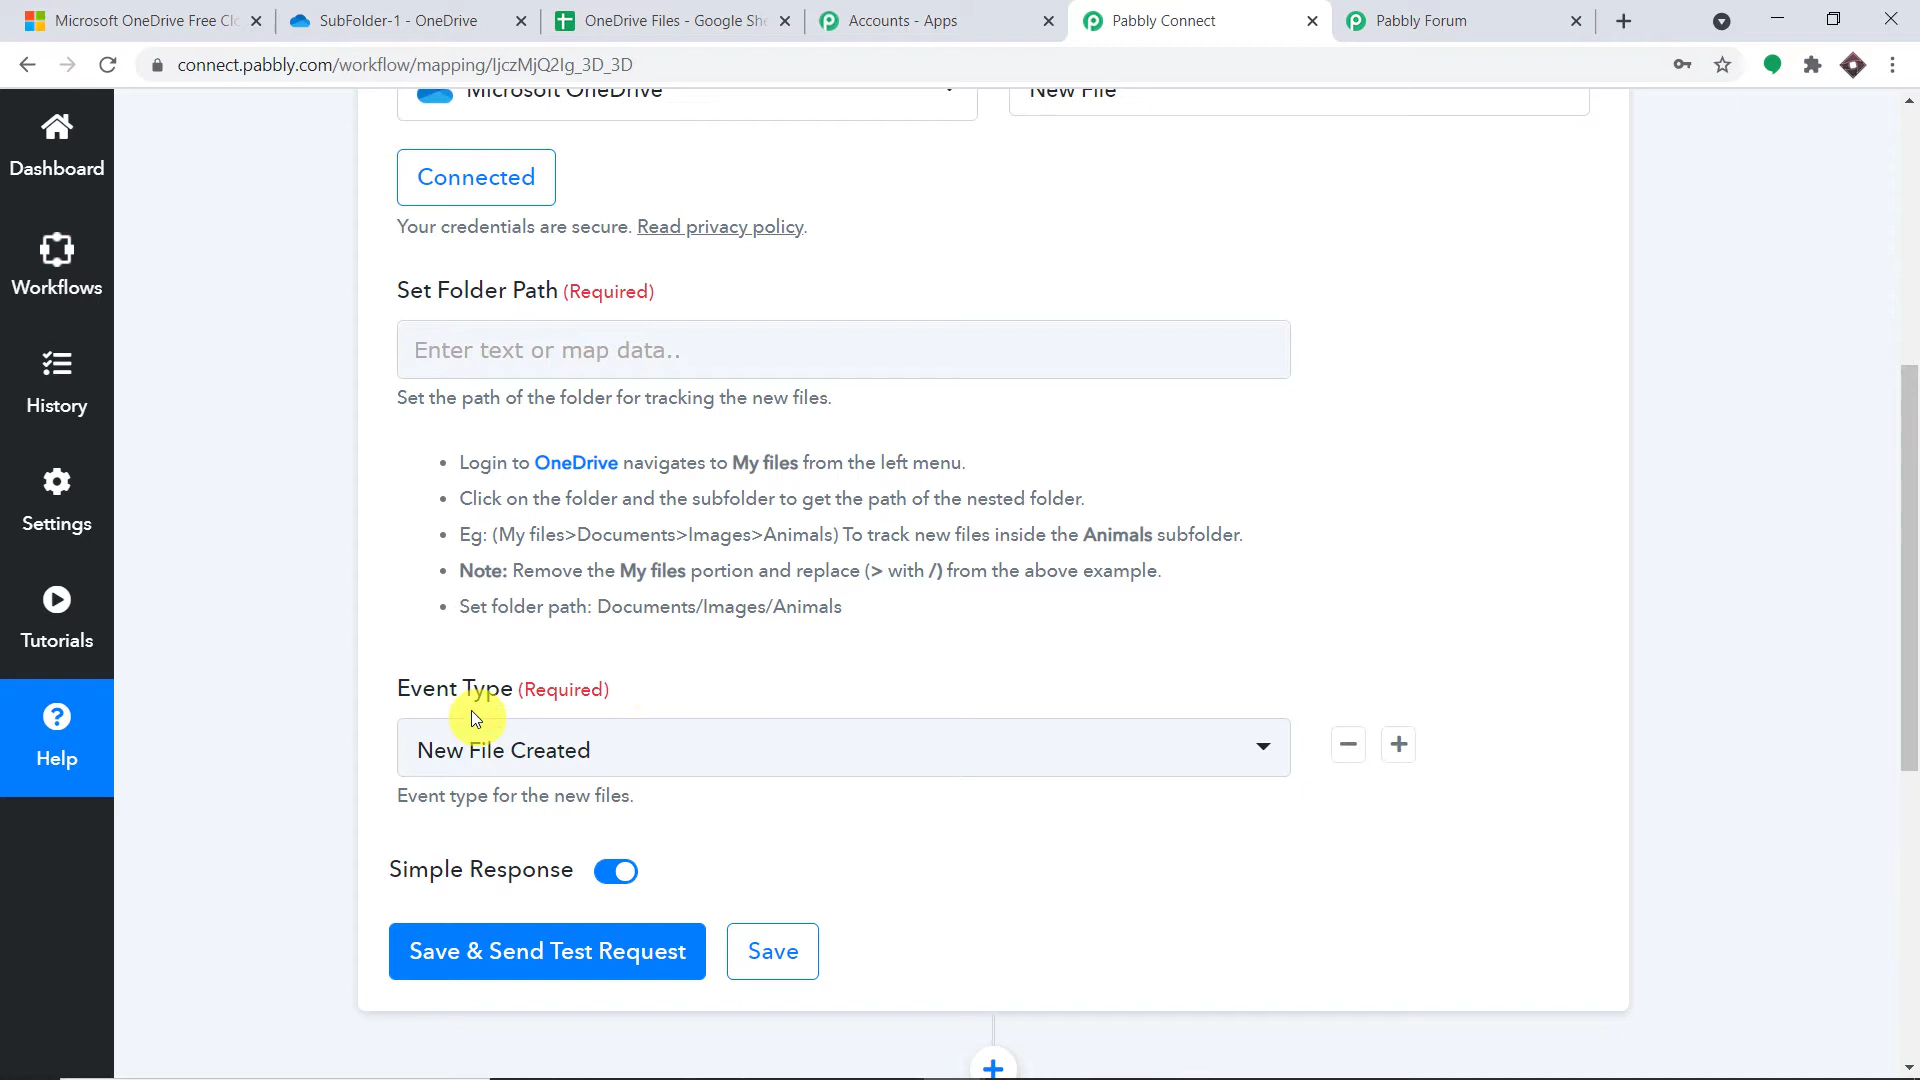 Microsoft OneDrive Free Clo
SubFolder-1 - OneDrive
OneDrive Files - Google She
Accounts - Apps
Pabbly Connect
Pabbly Forum
connect.pabbly.com/workflow/mapping/IjczMjQ2Ig_3D_3D
Dashboard
Workflows
History
Settings
Tutorials
Help
Microsoft OneDrive
New File
Connected
Your credentials are secure. Read privacy policy.
Set Folder Path (Required)
Enter text or map data..
Set the path of the folder for tracking the new files.
• Login to OneDrive navigates to My files from the left menu.
• Click on the folder and the subfolder to get the path of the nested folder.
• Eg: (My files>Documents>Images>Animals) To track new files inside the Animals subfolder.
• Note: Remove the My files portion and replace (> with /) from the above example.
• Set folder path: Documents/Images/Animals
Event Type (Required)
New File Created
Event type for the new files.
Simple Response
Save & Send Test Request
Save